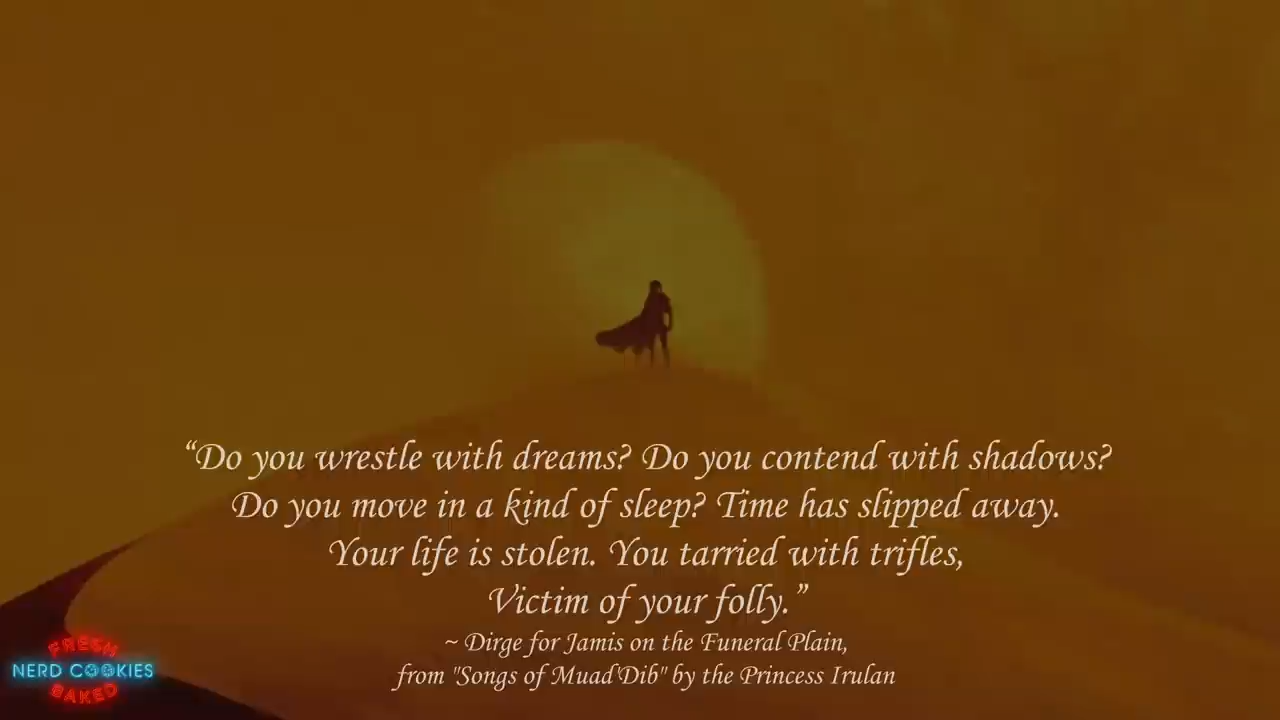 “Do you wrestle with dreams? Do you contend with shadows?
Do you move in a kind of sleep? Time has slipped away.
Your life is stolen. You tarried with trifles,
Victim of your folly.”
~ Dirge for Jamis on the Funeral Plain,
from "Songs of Muad'Dib" by the Princess Irulan
FRESH
NERD COOKIES
BAKED